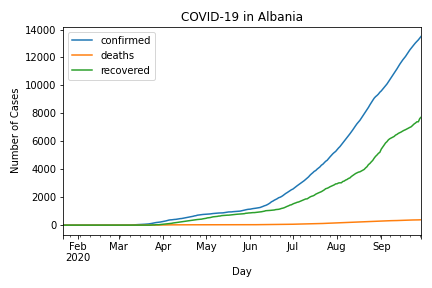 COVID-19 in Albania
confirmed
deaths
recovered
Number of Cases
14000
12000
10000
8000
6000
4000
2000
0
Feb Mar Apr May Jun Jul Aug Sep
2020
Day